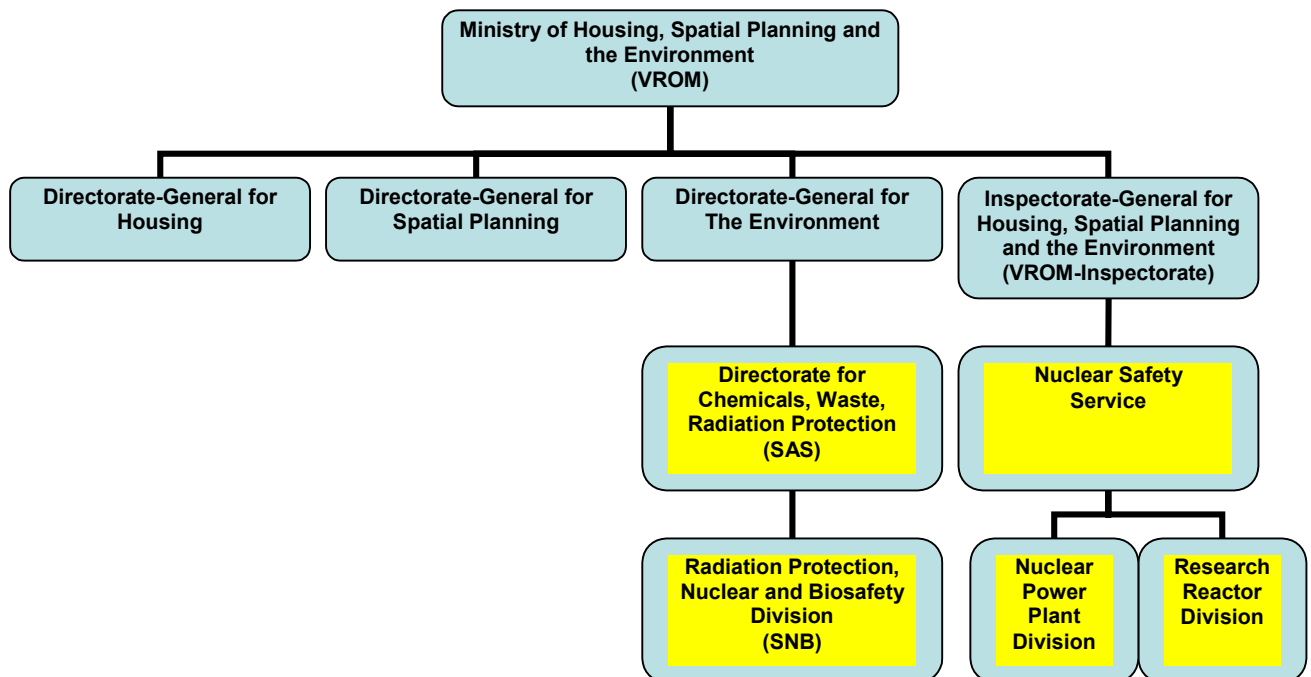 Ministry of Housing, Spatial Planning and
the Environment
(VROM)
Directorate-General for
Housing
Directorate-General for
Spatial Planning
Directorate-General for
The Environment
Inspectorate-General for
Housing, Spatial Planning
and the Environment
(VROM-Inspectorate)
Directorate for
Chemicals, Waste,
Radiation Protection
(SAS)
Nuclear Safety
Service
Radiation Protection,
Nuclear and Biosafety
Division
(SNB)
Nuclear
Power
Plant
Division
Research
Reactor
Division